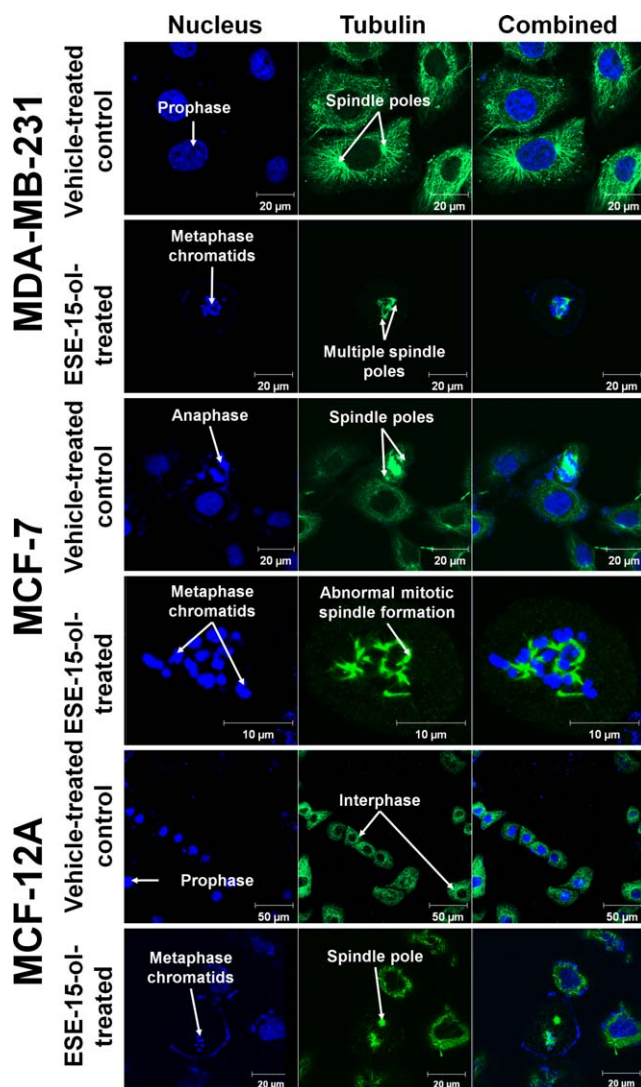 Nucleus Tubulin Combined
MDA-MB-231
Vehicle-treated
control
Prophase
Spindle poles
20 µm 20 µm 20 µm
ESE-15-ol-
treated
Metaphase
chromatids
Multiple spindle
poles
20 µm 20 µm 20 µm
MCF-7
Vehicle-treated
control
Anaphase
Spindle poles
20 µm 20 µm 20 µm
ESE-15-ol-
treated
Metaphase
chromatids
Abnormal mitotic
spindle formation
10 µm 10 µm 10 µm
MCF-12A
Vehicle-treated
control
Prophase
Interphase
50 µm 50 µm 50 µm
ESE-15-ol-
treated
Metaphase
chromatids
Spindle pole
20 µm 20 µm 20 µm